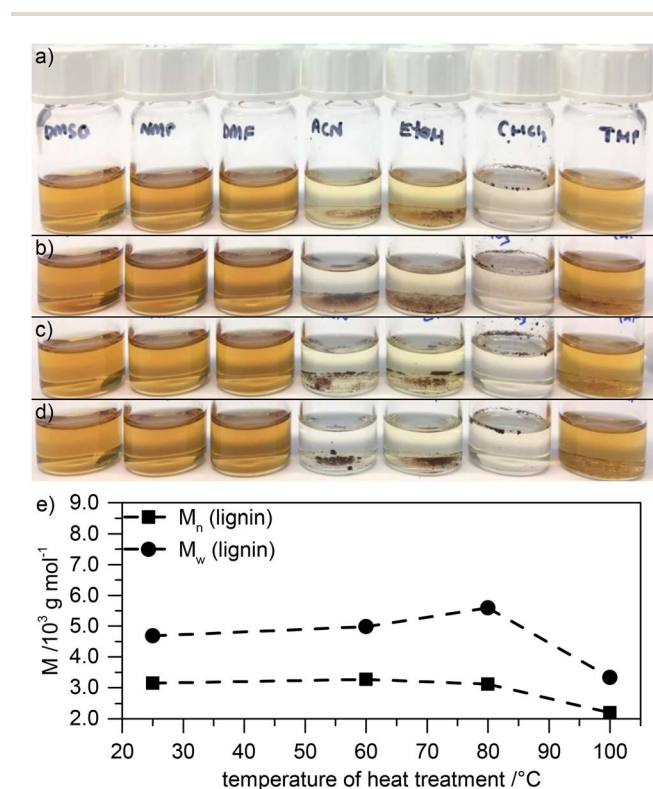 a)
DMSO NMP DMF ACN EtOH CHCl3 TMP
b)
c)
d)
e)
Mn (lignin)
Mw (lignin)
M /10³ g mol⁻¹
9.0
8.0
7.0
6.0
5.0
4.0
3.0
2.0
20 30 40 50 60 70 80 90 100
temperature of heat treatment /°C